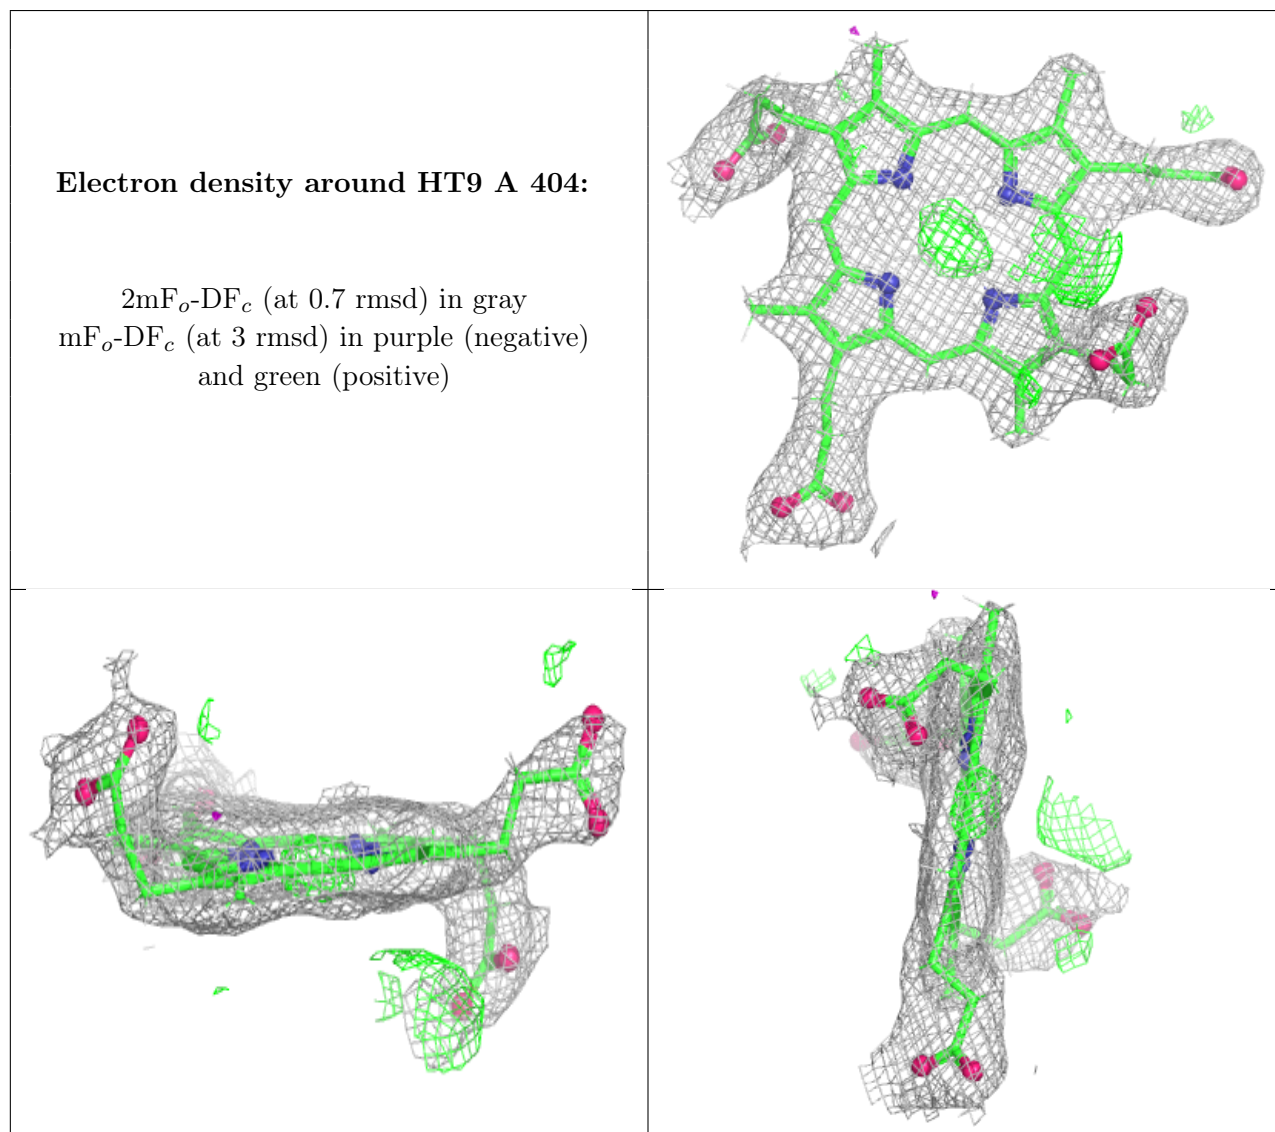 Electron density around HT9 A 404:
2mFₒ-DF𝒸 (at 0.7 rmsd) in gray
mFₒ-DF𝒸 (at 3 rmsd) in purple (negative)
and green (positive)